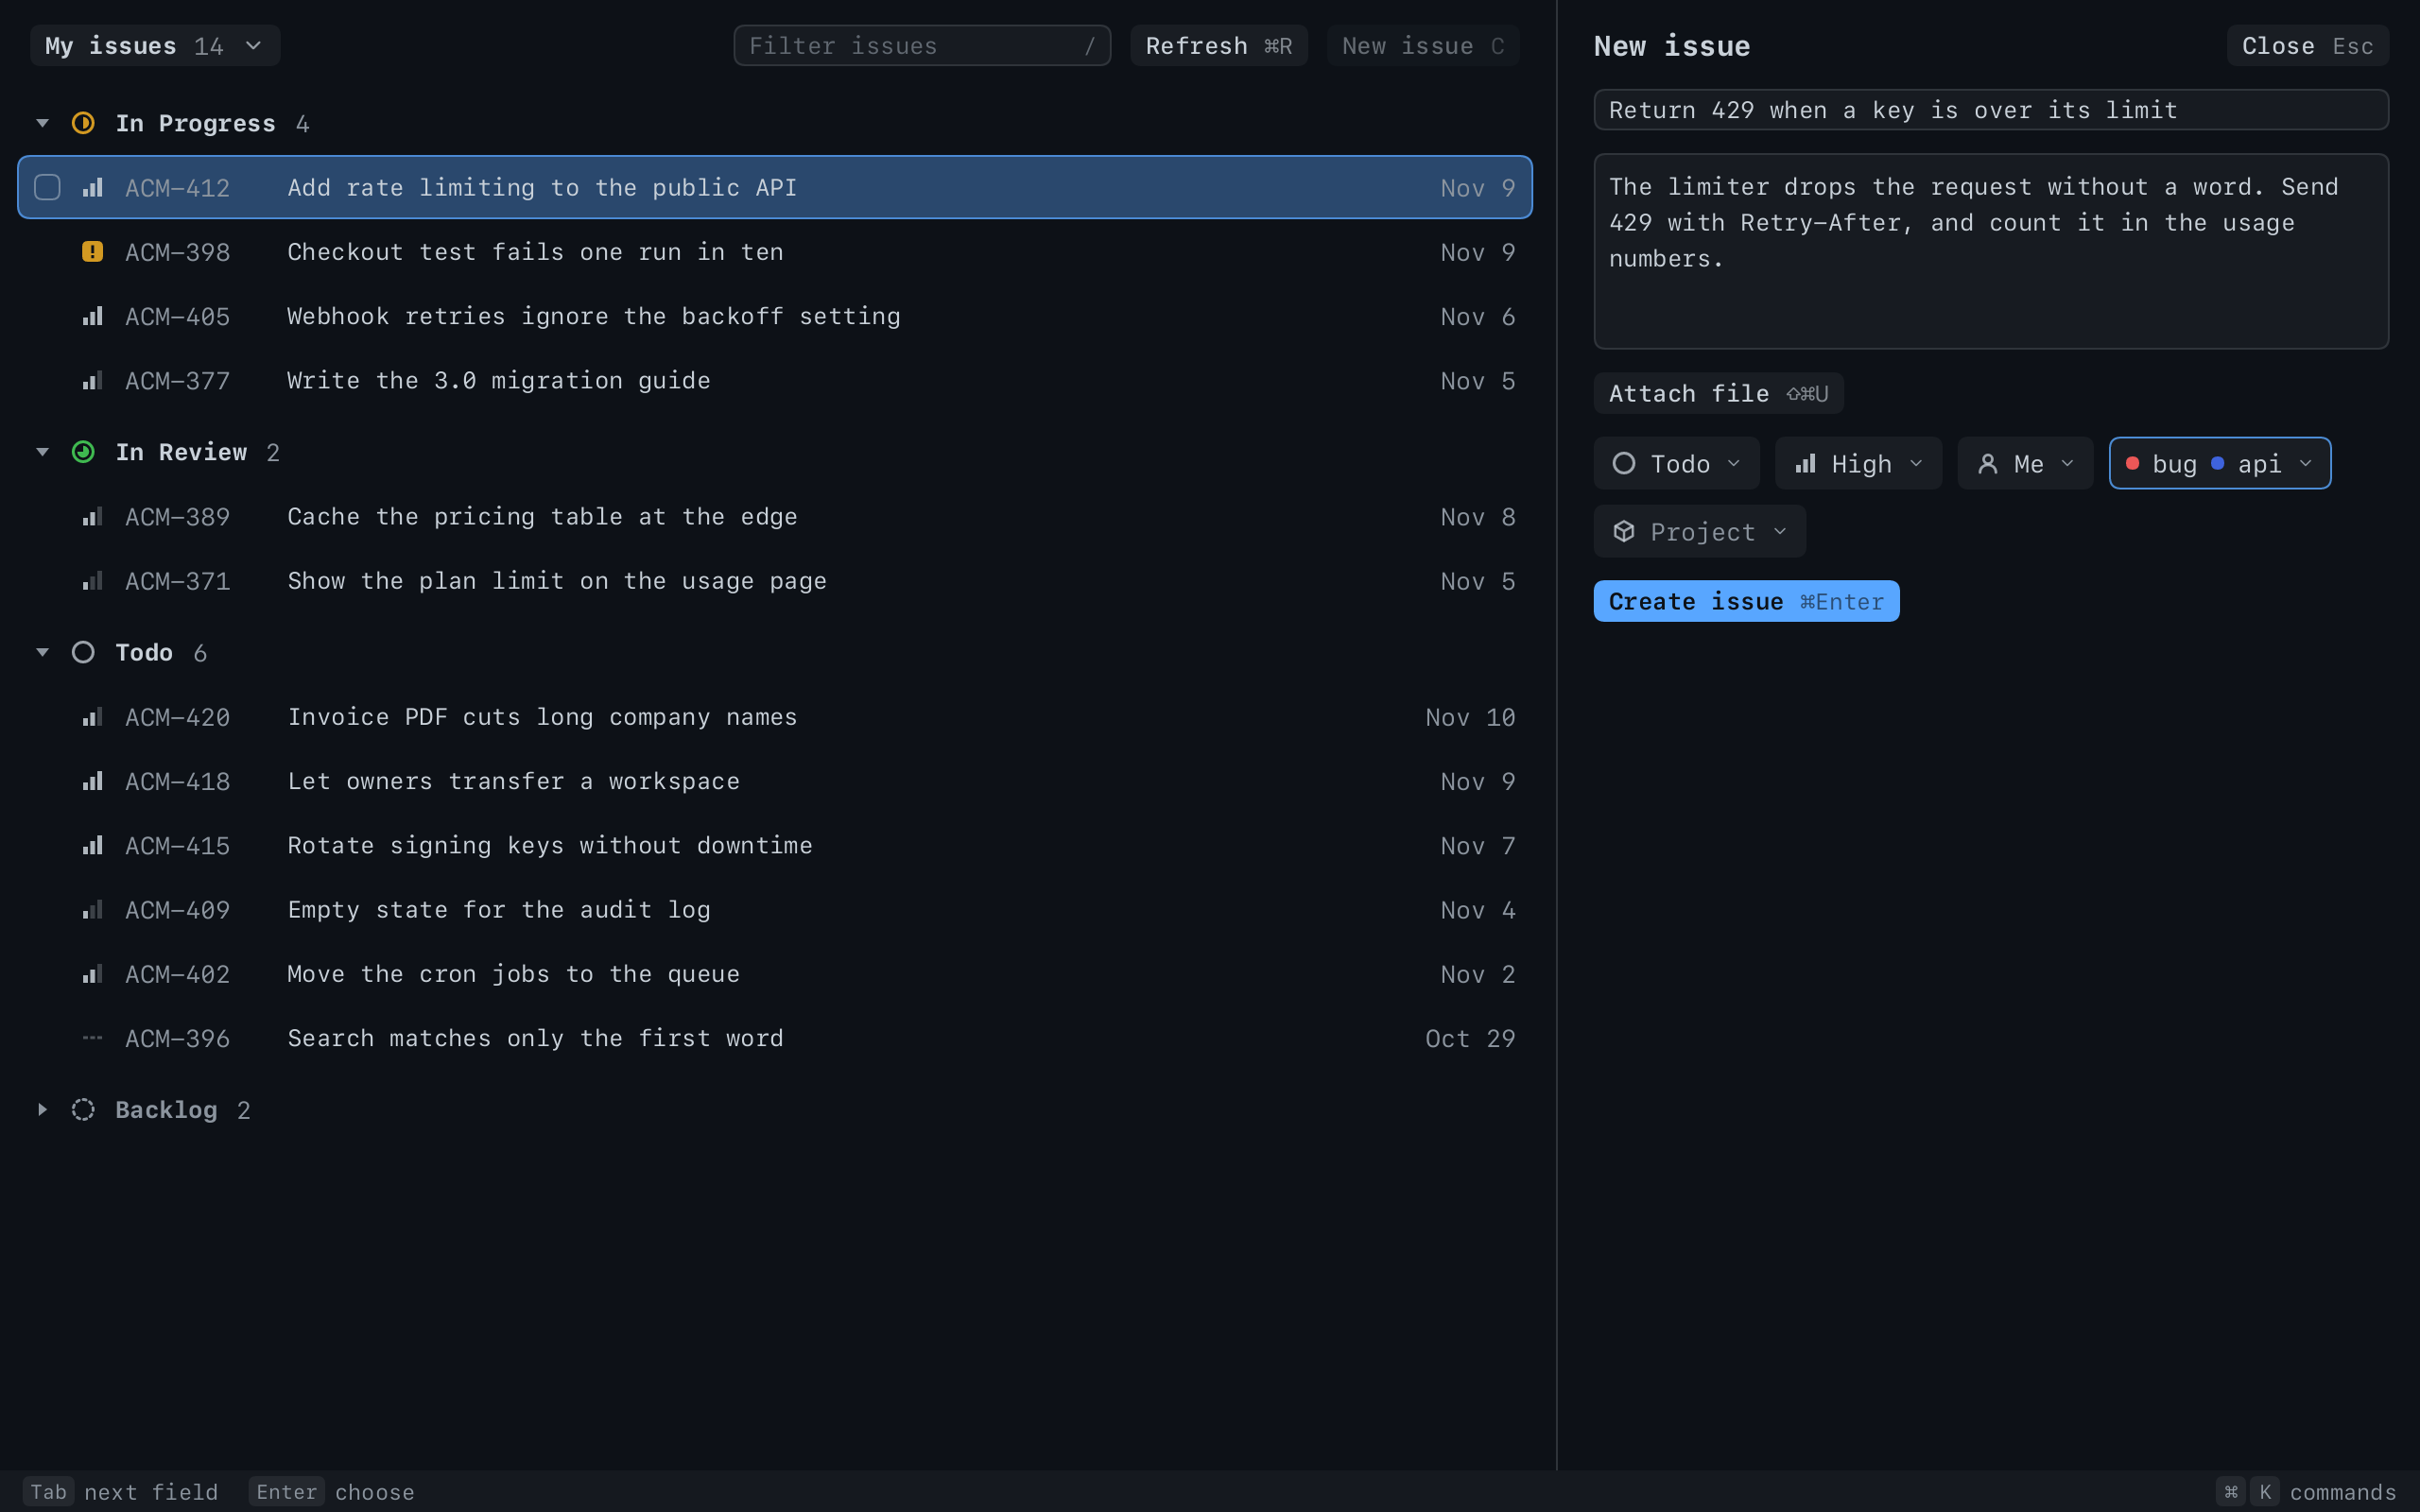 My issues 14
Filter issues /
Refresh ⌘R
New issue C
In Progress 4
ACM-412 Add rate limiting to the public API Nov 9
ACM-398 Checkout test fails one run in ten Nov 9
ACM-405 Webhook retries ignore the backoff setting Nov 6
ACM-377 Write the 3.0 migration guide Nov 5
In Review 2
ACM-389 Cache the pricing table at the edge Nov 8
ACM-371 Show the plan limit on the usage page Nov 5
Todo 6
ACM-420 Invoice PDF cuts long company names Nov 10
ACM-418 Let owners transfer a workspace Nov 9
ACM-415 Rotate signing keys without downtime Nov 7
ACM-409 Empty state for the audit log Nov 4
ACM-402 Move the cron jobs to the queue Nov 2
ACM-396 Search matches only the first word Oct 29
Backlog 2
New issue
Close Esc
Return 429 when a key is over its limit
The limiter drops the request without a word. Send
429 with Retry-After, and count it in the usage
numbers.
Attach file ⇧⌘U
Todo High Me bug api
Project
Create issue ⌘Enter
Tab next field Enter choose
⌘ K commands